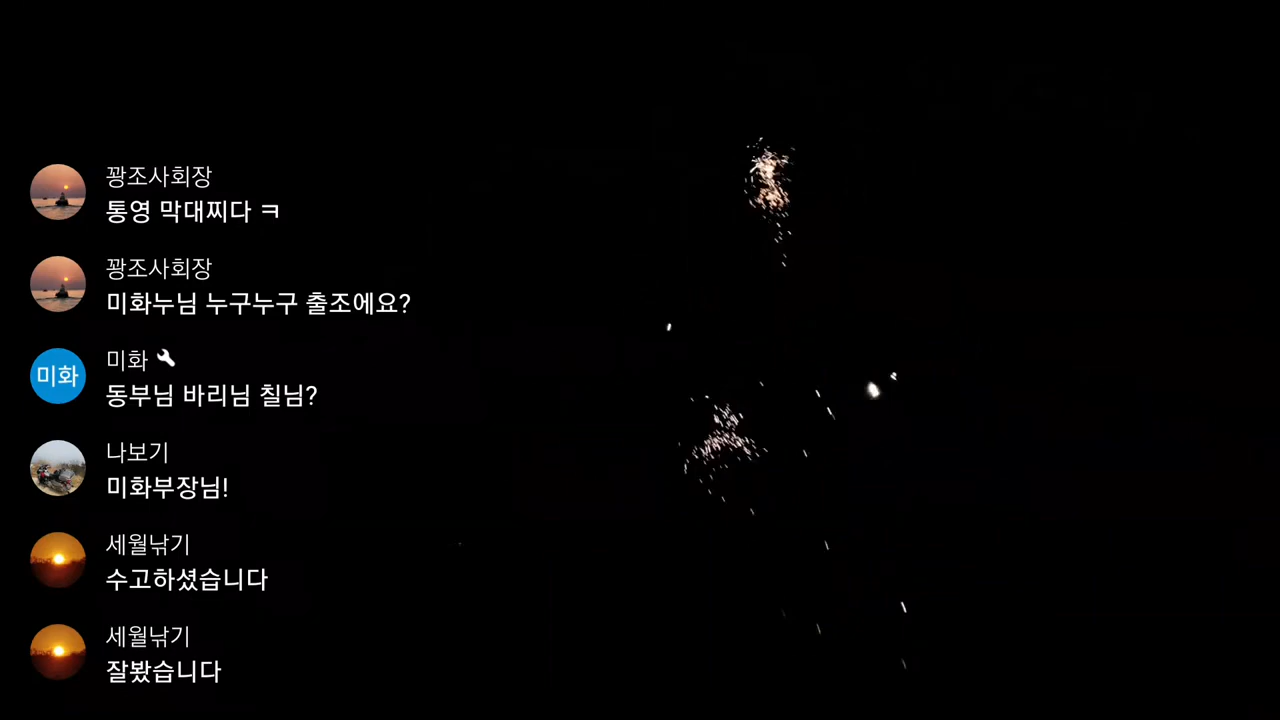 꽝조사회장
통영 막대찌다 ㅋ
꽝조사회장
미화누님 누구누구 출조에요?
미화
미화
동부님 바리님 칠님?
나보기
미화부장님!
세월낚기
수고하셨습니다
세월낚기
잘봤습니다